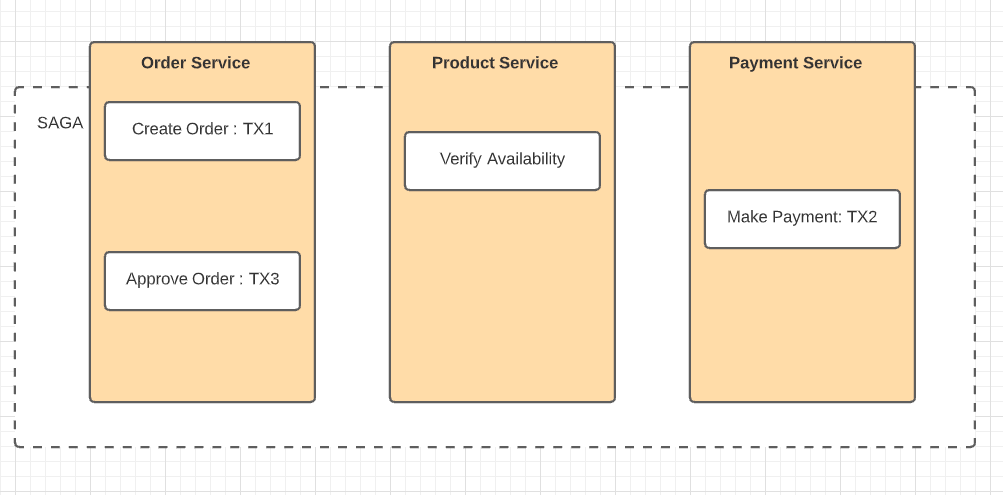 Order Service
Product Service
Payment Service
SAGA
Create Order : TX1
Verify Availability
Make Payment: TX2
Approve Order : TX3